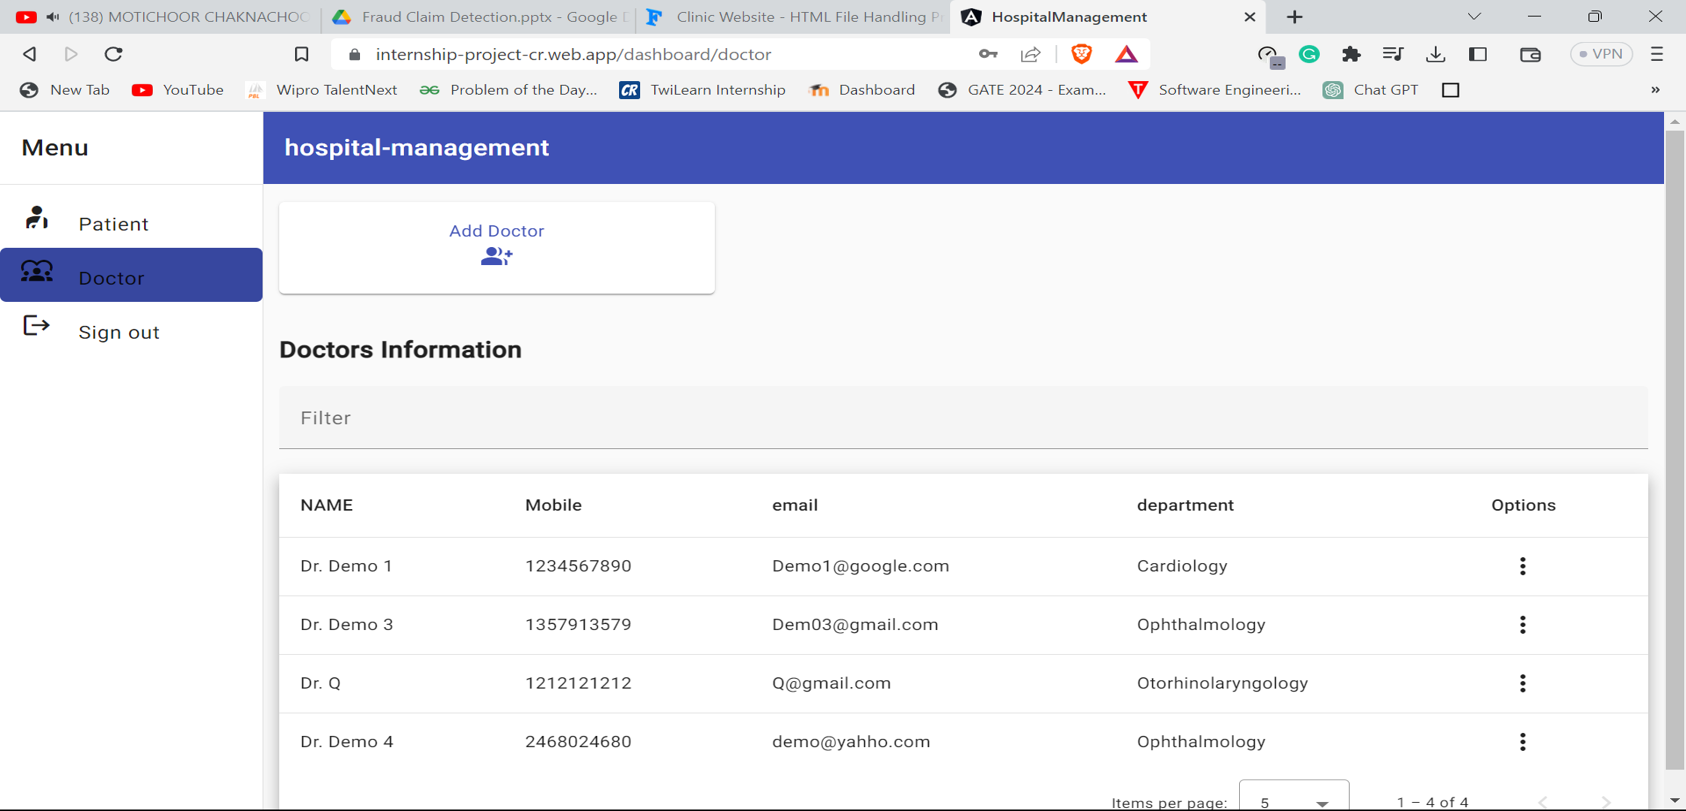 (138) MOTICHOOR CHAKNACHOO
Fraud Claim Detection.pptx - Google D
Clinic Website - HTML File Handling Pr
HospitalManagement
internship-project-cr.web.app/dashboard/doctor
VPN
New Tab
YouTube
Wipro TalentNext
Problem of the Day...
CR
TwiLearn Internship
Dashboard
GATE 2024 - Exam...
Software Engineeri...
Chat GPT
»
Menu
hospital-management
Patient
Doctor
Sign out
Add Doctor
Doctors Information
Filter
NAME Mobile email department Options
Dr. Demo 1 1234567890 Demo1@google.com Cardiology
Dr. Demo 3 1357913579 Dem03@gmail.com Ophthalmology
Dr. Q 1212121212 Q@gmail.com Otorhinolaryngology
Dr. Demo 4 2468024680 demo@yahho.com Ophthalmology
Items per page: 5 1 – 4 of 4